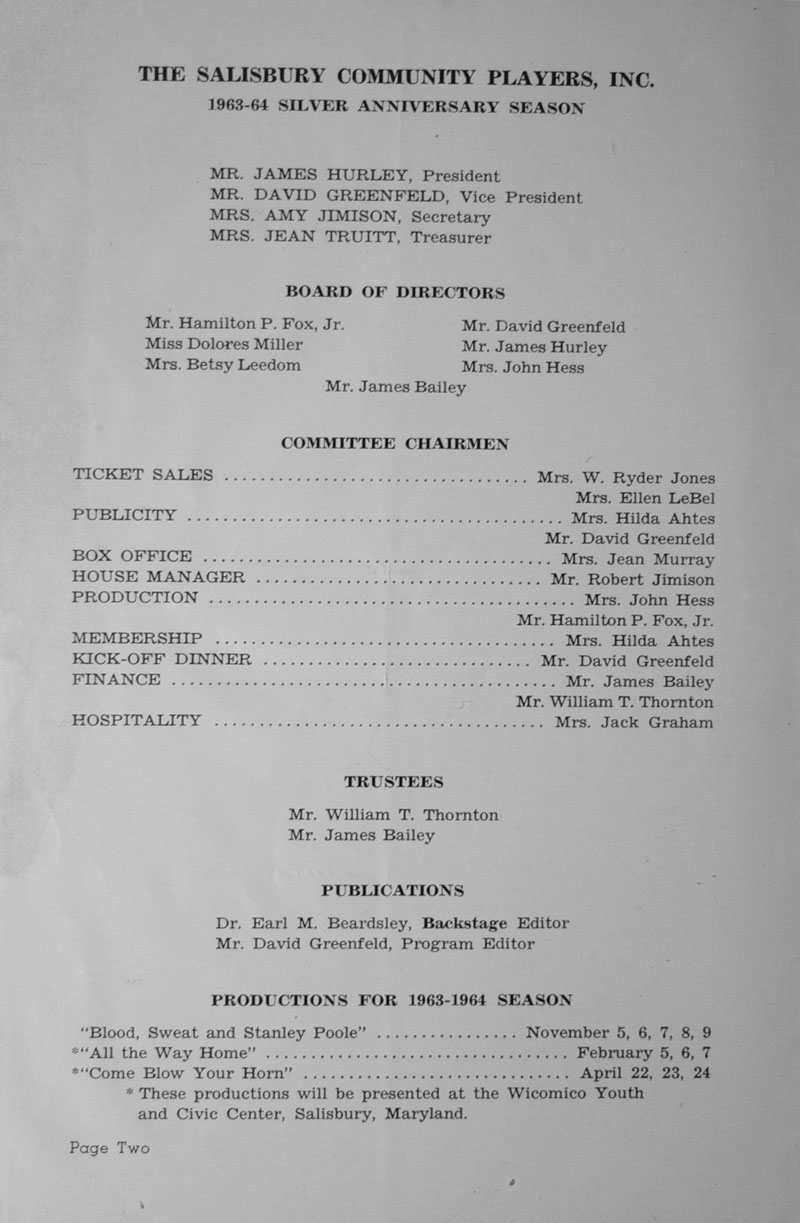 THE SALISBURY COMMUNITY PLAYERS, INC.
1963-64 SILVER ANNIVERSARY SEASON
MR. JAMES HURLEY, President
MR. DAVID GREENFELD, Vice President
MRS. AMY JIMISON, Secretary
MRS. JEAN TRUITT, Treasurer
BOARD OF DIRECTORS
Mr. Hamilton P. Fox, Jr. Mr. David Greenfeld
Miss Dolores Miller Mr. James Hurley
Mrs. Betsy Leedom Mrs. John Hess
Mr. James Bailey
COMMITTEE CHAIRMEN
TICKET SALES .................................. Mrs. W. Ryder Jones
Mrs. Ellen LeBel
PUBLICITY .......................................... Mrs. Hilda Ahtes
Mr. David Greenfeld
BOX OFFICE ....................................... Mrs. Jean Murray
HOUSE MANAGER ................................ Mr. Robert Jimison
PRODUCTION ......................................... Mrs. John Hess
Mr. Hamilton P. Fox, Jr.
MEMBERSHIP ...................................... Mrs. Hilda Ahtes
KICK-OFF DINNER .............................. Mr. David Greenfeld
FINANCE ........................................... Mr. James Bailey
Mr. William T. Thornton
HOSPITALITY ..................................... Mrs. Jack Graham
TRUSTEES
Mr. William T. Thornton
Mr. James Bailey
PUBLICATIONS
Dr. Earl M. Beardsley, Backstage Editor
Mr. David Greenfeld, Program Editor
PRODUCTIONS FOR 1963-1964 SEASON
"Blood, Sweat and Stanley Poole" ................ November 5, 6, 7, 8, 9
*"All the Way Home" .................................. February 5, 6, 7
*"Come Blow Your Horn" .............................. April 22, 23, 24
* These productions will be presented at the Wicomico Youth
and Civic Center, Salisbury, Maryland.
Page Two